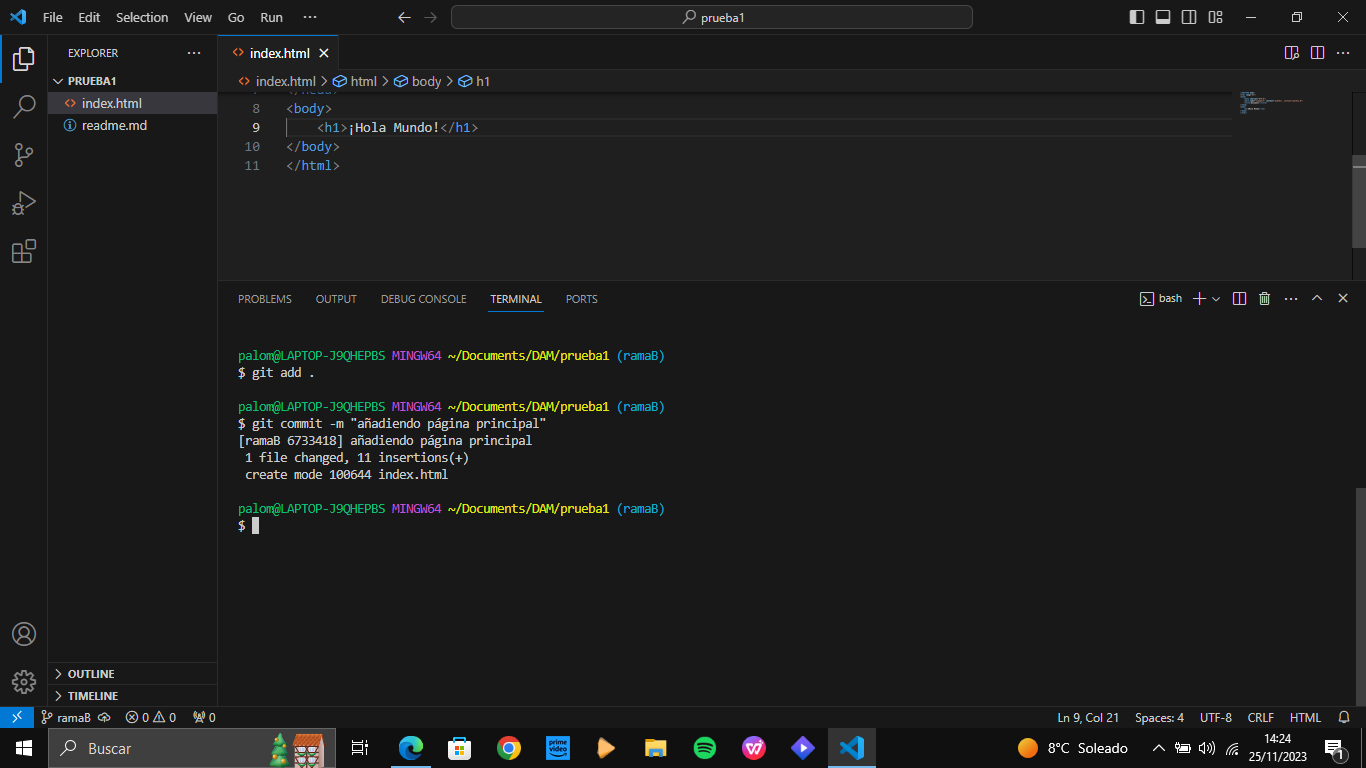 File Edit Selection View Go Run ··· prueba1
EXPLORER ···
PRUEBA1
index.html
readme.md
OUTLINE
TIMELINE
index.html
index.html > html > body > h1
8 <body>
9 <h1>¡Hola Mundo!</h1>
10 </body>
11 </html>
PROBLEMS OUTPUT DEBUG CONSOLE TERMINAL PORTS
bash
palom@LAPTOP-J9QHEPBS MINGW64 ~/Documents/DAM/prueba1 (ramaB)
$ git add .
palom@LAPTOP-J9QHEPBS MINGW64 ~/Documents/DAM/prueba1 (ramaB)
$ git commit -m "añadiendo página principal"
[ramaB 6733418] añadiendo página principal
1 file changed, 11 insertions(+)
create mode 100644 index.html
palom@LAPTOP-J9QHEPBS MINGW64 ~/Documents/DAM/prueba1 (ramaB)
$
ramaB 0 0 0 Ln 9, Col 21 Spaces: 4 UTF-8 CRLF HTML
Buscar
prime video
8°C Soleado
14:24
25/11/2023
1